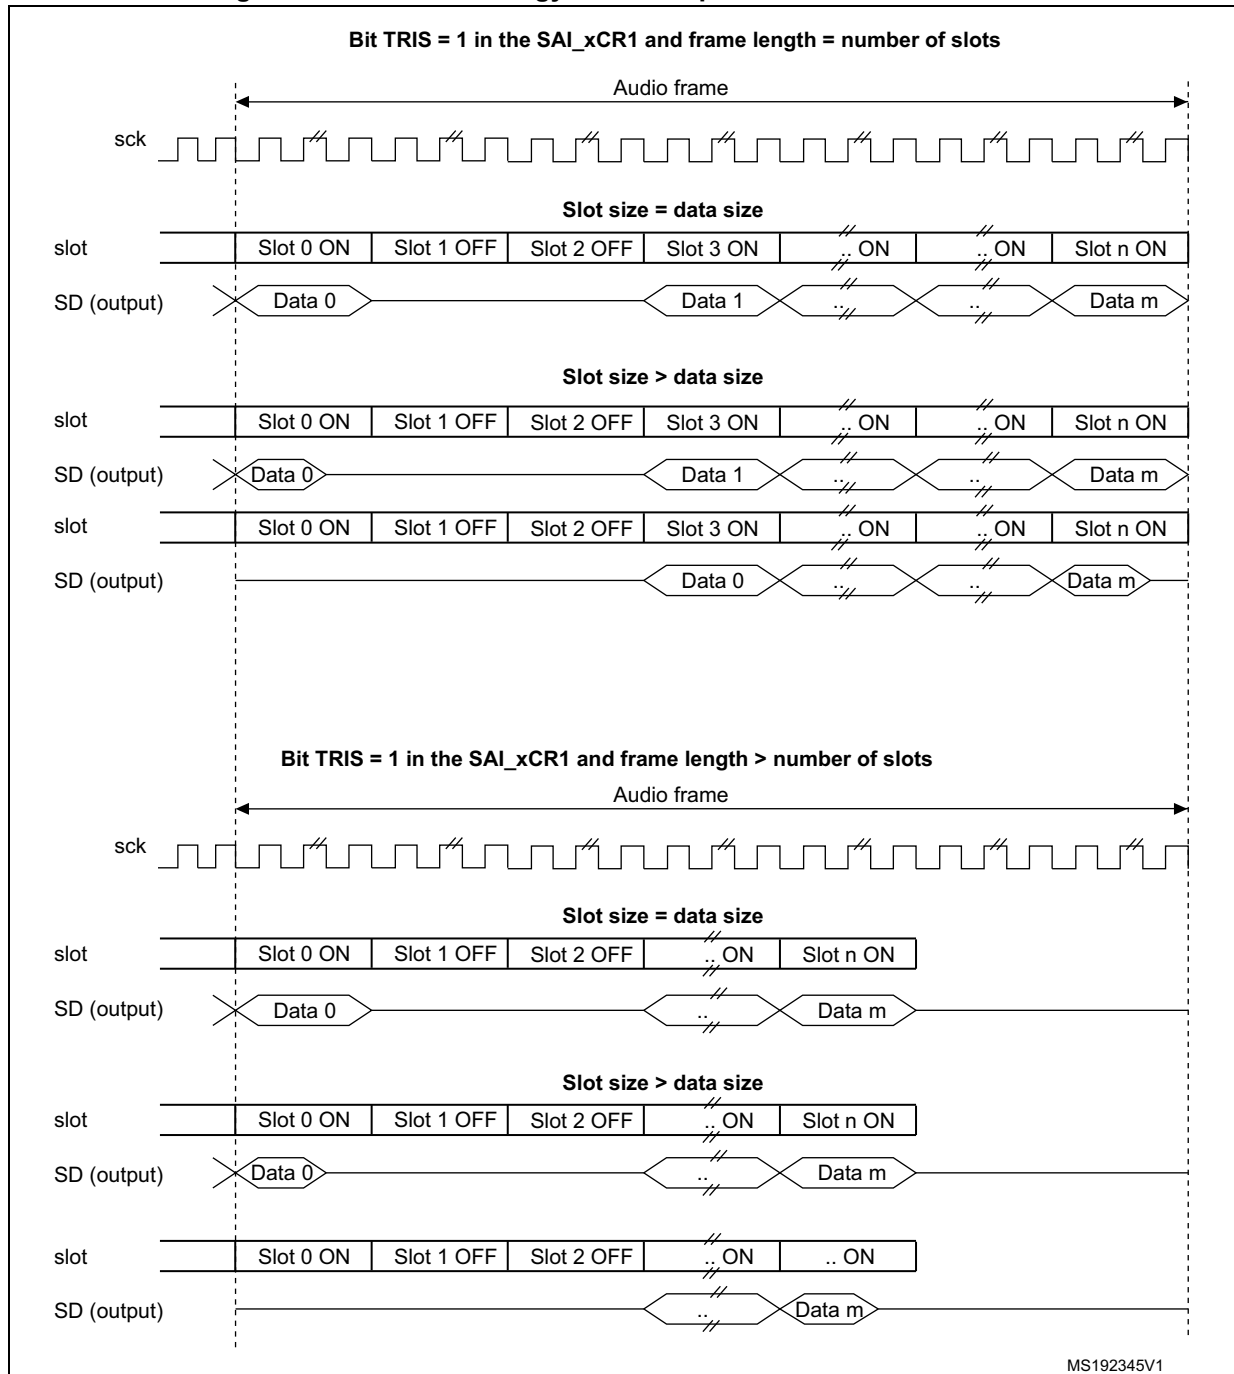 Bit TRIS = 1 in the SAI_xCR1 and frame length = number of slots
Audio frame
sck
Slot size = data size
slot Slot 0 ON Slot 1 OFF Slot 2 OFF Slot 3 ON .. ON .. ON Slot n ON
SD (output) Data 0 Data 1 .. .. Data m
Slot size > data size
slot Slot 0 ON Slot 1 OFF Slot 2 OFF Slot 3 ON .. ON .. ON Slot n ON
SD (output) Data 0 Data 1 .. .. Data m
slot Slot 0 ON Slot 1 OFF Slot 2 OFF Slot 3 ON .. ON .. ON Slot n ON
SD (output) Data 0 .. .. Data m
Bit TRIS = 1 in the SAI_xCR1 and frame length > number of slots
Audio frame
sck
Slot size = data size
slot Slot 0 ON Slot 1 OFF Slot 2 OFF .. ON Slot n ON
SD (output) Data 0 .. Data m
Slot size > data size
slot Slot 0 ON Slot 1 OFF Slot 2 OFF .. ON Slot n ON
SD (output) Data 0 .. Data m
slot Slot 0 ON Slot 1 OFF Slot 2 OFF .. ON .. ON
SD (output) .. Data m
MS192345V1